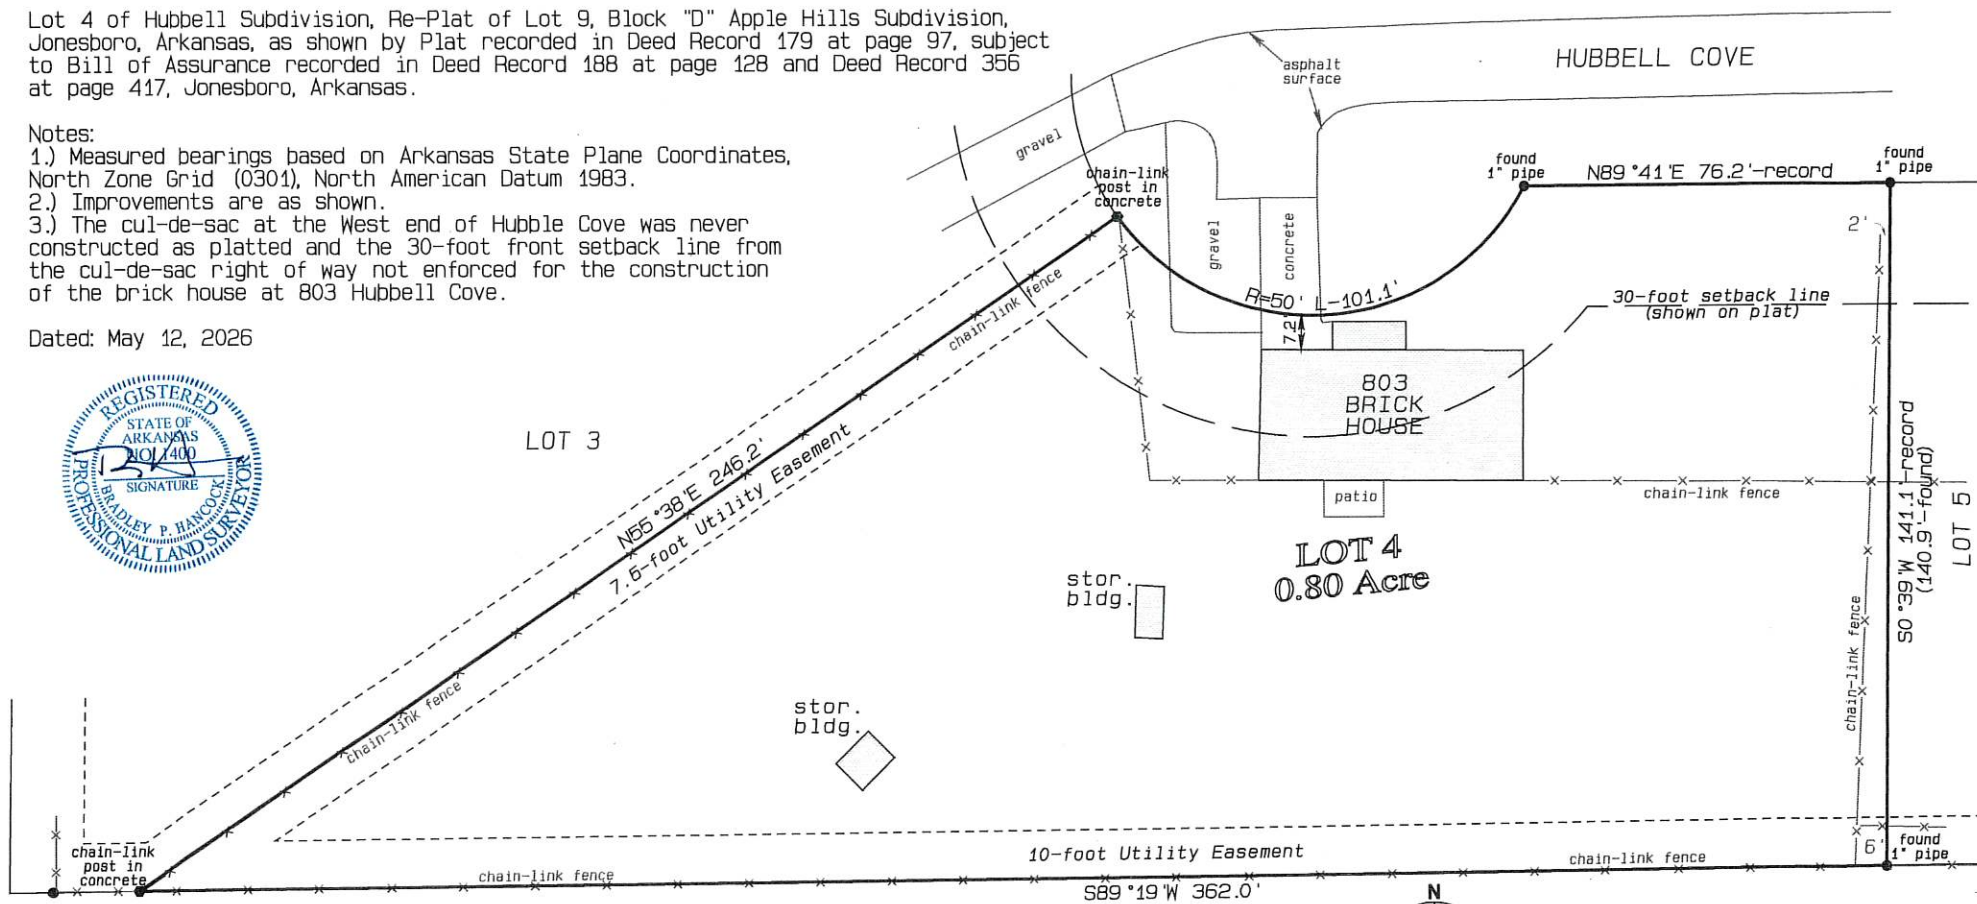 Lot 4 of Hubbell Subdivision, Re-Plat of Lot 9, Block "D" Apple Hills Subdivision,
Jonesboro, Arkansas, as shown by Plat recorded in Deed Record 179 at page 97, subject
to Bill of Assurance recorded in Deed Record 188 at page 128 and Deed Record 356
at page 417, Jonesboro, Arkansas.
Notes:
1.) Measured bearings based on Arkansas State Plane Coordinates,
North Zone Grid (0301), North American Datum 1983.
2.) Improvements are as shown.
3.) The cul-de-sac at the West end of Hubble Cove was never
constructed as platted and the 30-foot front setback line from
the cul-de-sac right of way not enforced for the construction
of the brick house at 803 Hubbell Cove.
Dated: May 12, 2026
REGISTERED
STATE OF
ARKANSAS
NO. 1400
SIGNATURE
BRADLEY P. HANCOCK
PROFESSIONAL LAND SURVEYOR
HUBBELL COVE
asphalt
surface
gravel
chain-link
post in
concrete
found
1" pipe
N89°41'E 76.2'-record
found
1" pipe
2'
gravel
concrete
R=50' L-101.1'
7.2'
30-foot setback line
(shown on plat)
chain-link fence
803
BRICK
HOUSE
LOT 3
N55°38'E 246.2'
7.5-foot Utility Easement
patio
chain-link fence
S0°39'W 141.1'-record
(140.9'-found)
LOT 5
LOT 4
0.80 Acre
stor.
bldg.
chain-link fence
stor.
bldg.
chain-link fence
chain-link
post in
concrete
10-foot Utility Easement
chain-link fence
6'
found
1" pipe
chain-link fence
S89°19'W 362.0'
N